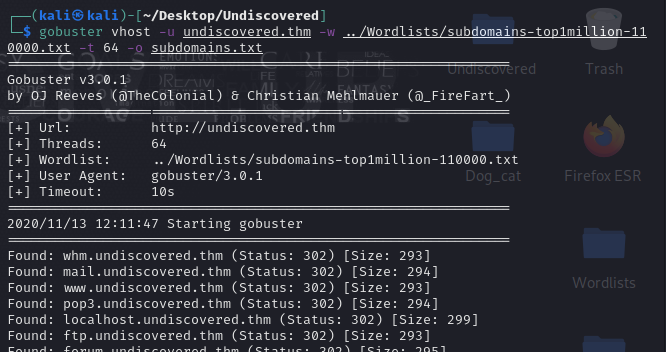 ┌──(kali㉿kali)-[~/Desktop/Undiscovered]
└─$ gobuster vhost -u undiscovered.thm -w ../Wordlists/subdomains-top1million-11
0000.txt -t 64 -o subdomains.txt
===============================================================
Gobuster v3.0.1
by OJ Reeves (@TheColonial) & Christian Mehlmauer (@_FireFart_)
===============================================================
[+] Url:          http://undiscovered.thm
[+] Threads:      64
[+] Wordlist:     ../Wordlists/subdomains-top1million-110000.txt
[+] User Agent:   gobuster/3.0.1
[+] Timeout:      10s
===============================================================
2020/11/13 12:11:47 Starting gobuster
===============================================================
Found: whm.undiscovered.thm (Status: 302) [Size: 293]
Found: mail.undiscovered.thm (Status: 302) [Size: 294]
Found: www.undiscovered.thm (Status: 302) [Size: 293]
Found: pop3.undiscovered.thm (Status: 302) [Size: 294]
Found: localhost.undiscovered.thm (Status: 302) [Size: 299]
Found: ftp.undiscovered.thm (Status: 302) [Size: 293]
Found: forum.undiscovered.thm (Status: 302) [Size: 295]
Undiscovered
Trash
Dog_cat
Firefox ESR
Wordlists